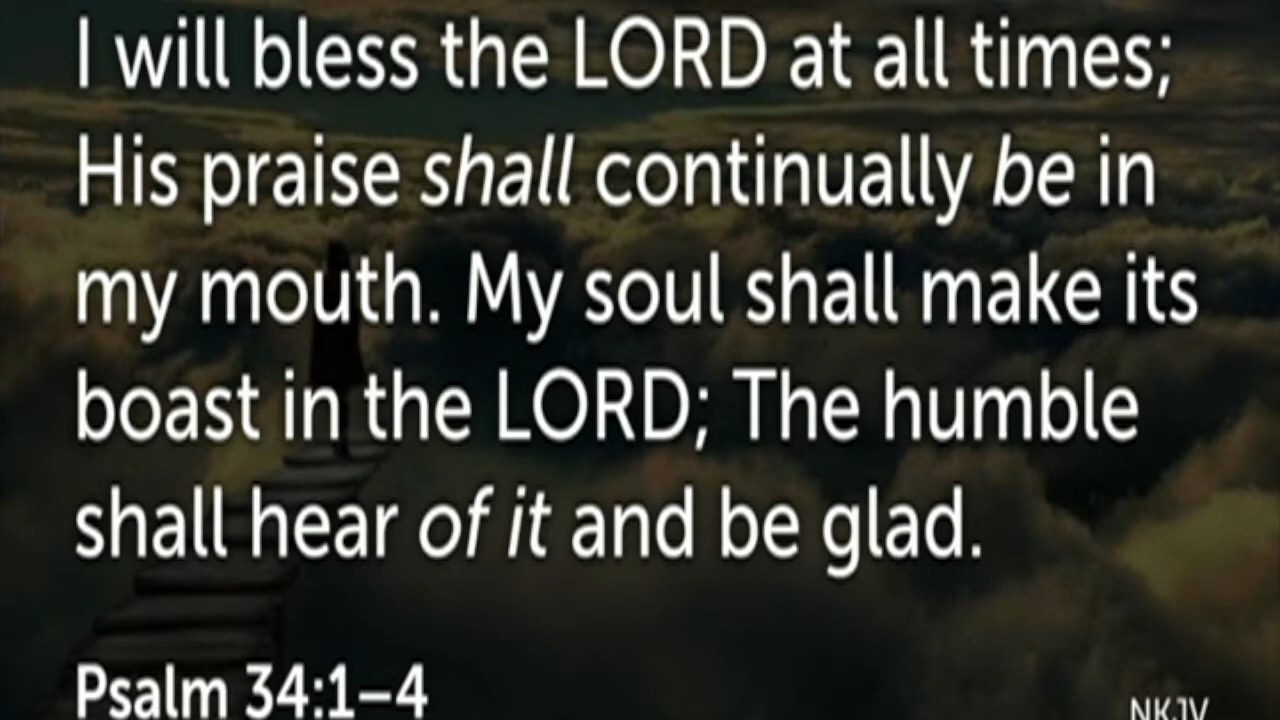 I will bless the LORD at all times;
His praise shall continually be in
my mouth. My soul shall make its
boast in the LORD; The humble
shall hear of it and be glad.
Psalm 34:1–4
NKJV